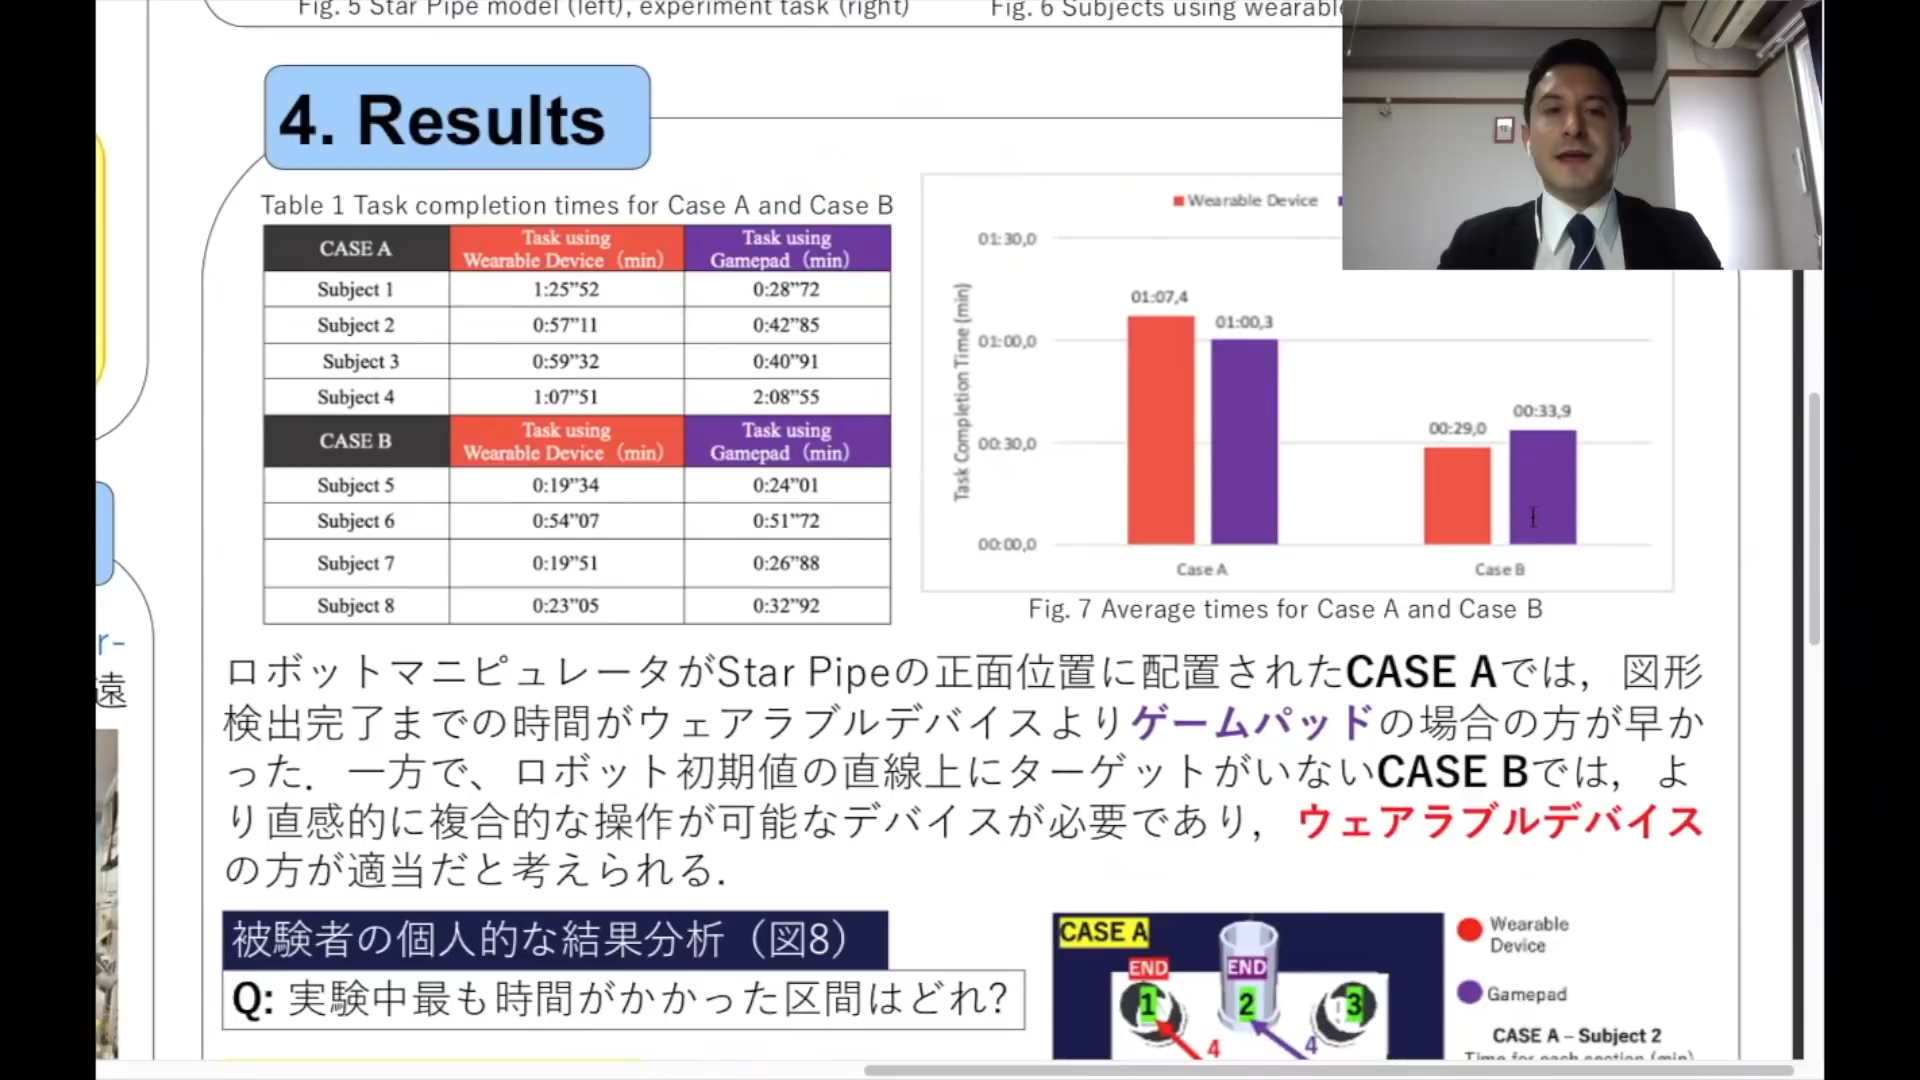 Fig. 5 Star Pipe model (left), experiment task (right)
Fig. 6 Subjects using wearable
4. Results
Table 1 Task completion times for Case A and Case B
CASE A Task using Wearable Device（min） Task using Gamepad（min）
Subject 1 1:25”52 0:28”72
Subject 2 0:57”11 0:42”85
Subject 3 0:59”32 0:40”91
Subject 4 1:07”51 2:08”55
CASE B Task using Wearable Device（min） Task using Gamepad（min）
Subject 5 0:19”34 0:24”01
Subject 6 0:54”07 0:51”72
Subject 7 0:19”51 0:26”88
Subject 8 0:23”05 0:32”92
Wearable Device
Task Completion Time (min)
01:30,0
01:00,0
00:30,0
00:00,0
01:07,4
01:00,3
00:29,0
00:33,9
Case A
Case B
Fig. 7 Average times for Case A and Case B
r-
遠
ロボットマニピュレータがStar Pipeの正面位置に配置されたCASE Aでは，図形
検出完了までの時間がウェアラブルデバイスよりゲームパッドの場合の方が早か
った．一方で、ロボット初期値の直線上にターゲットがいないCASE Bでは，よ
り直感的に複合的な操作が可能なデバイスが必要であり，ウェアラブルデバイス
の方が適当だと考えられる．
被験者の個人的な結果分析（図8）
Q: 実験中最も時間がかかった区間はどれ?
CASE A
END
END
1
2
3
4
4
Wearable
Device
Gamepad
CASE A – Subject 2
Time for each section (min)